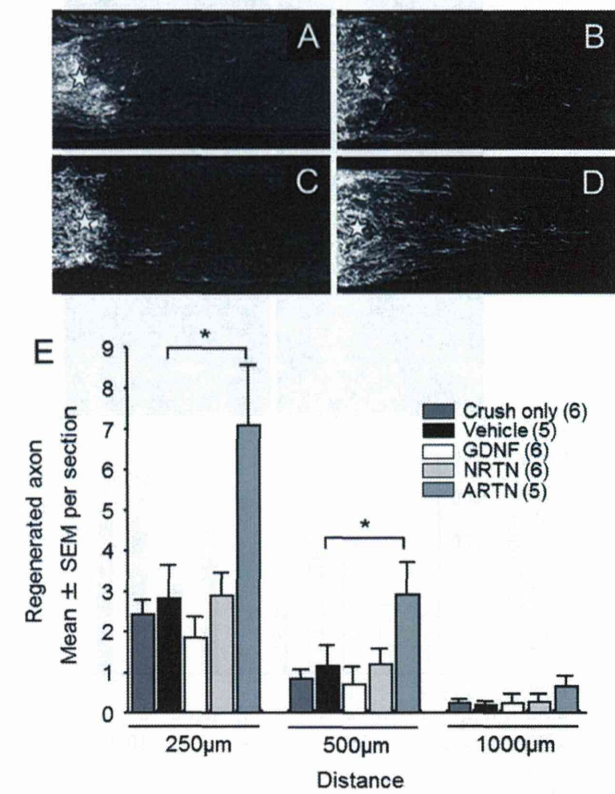 A
B
C
D
E
Regenerated axon
Mean ± SEM per section
9
8
7
6
5
4
3
2
1
0
*
*
Crush only (6)
Vehicle (5)
GDNF (6)
NRTN (6)
ARTN (5)
250μm
500μm
1000μm
Distance